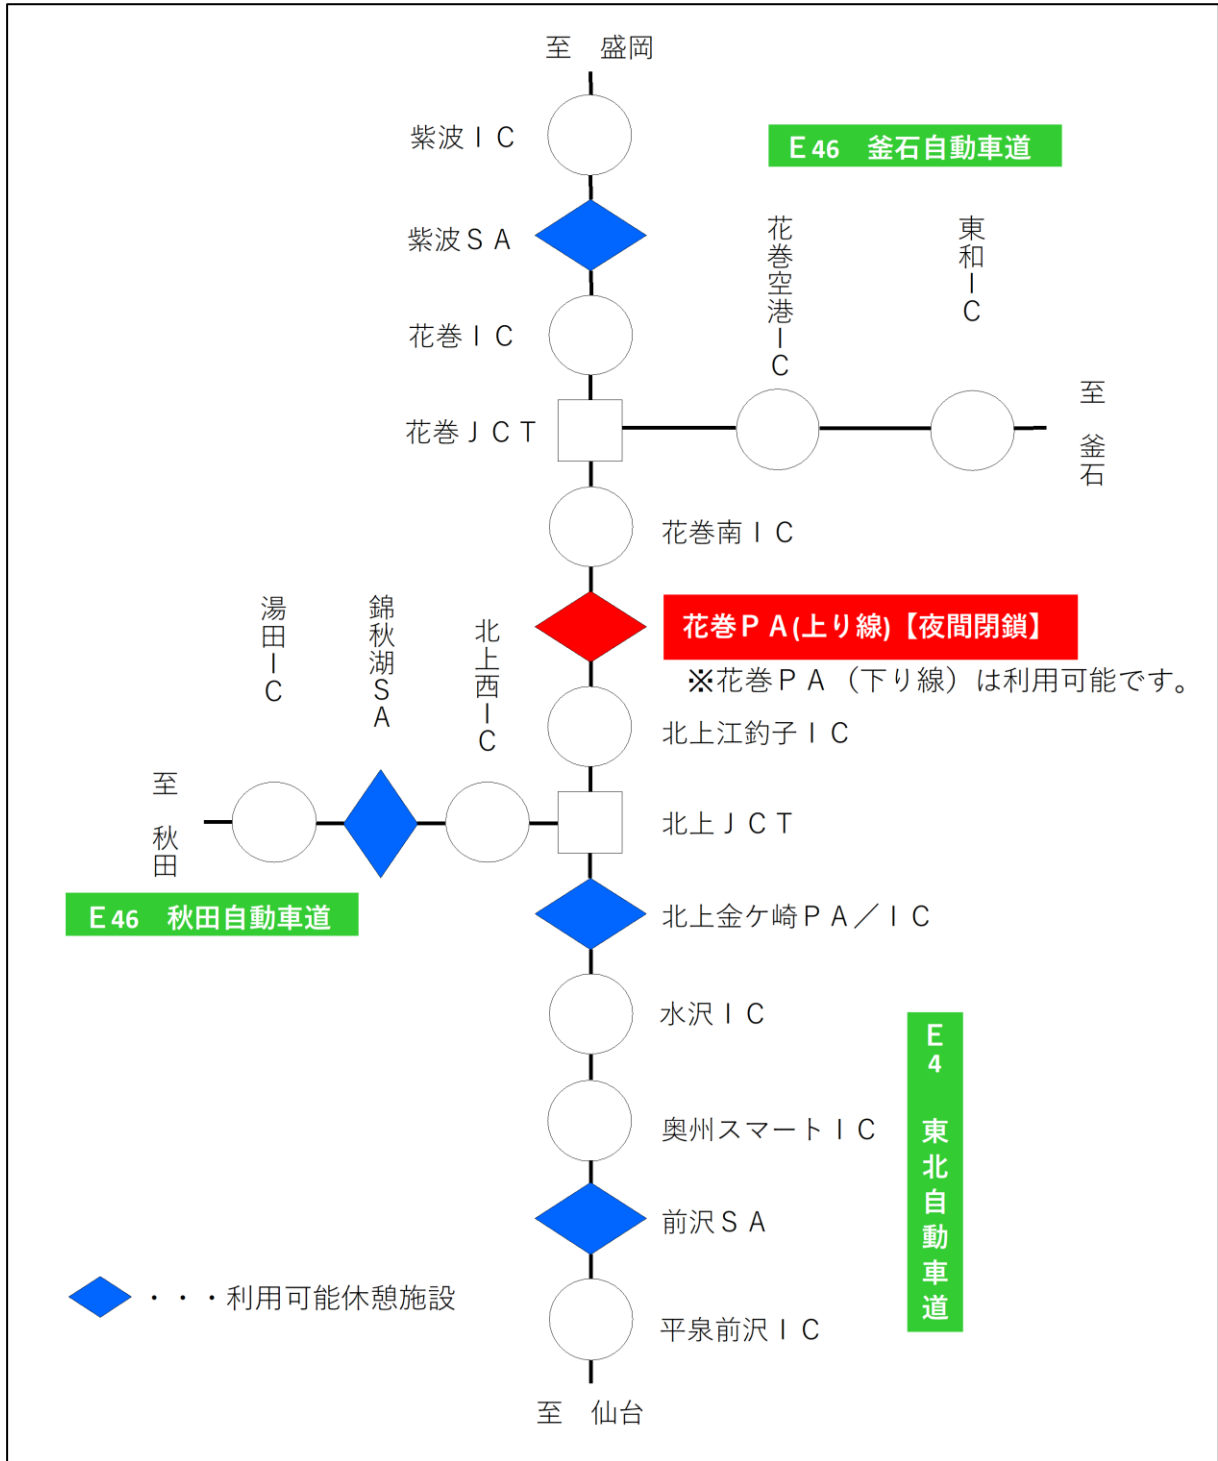 至　盛岡
紫波ＩＣ
Ｅ46　釜石自動車道
紫波ＳＡ
花巻空港ＩＣ
東和ＩＣ
花巻ＩＣ
至　釜石
花巻ＪＣＴ
花巻南ＩＣ
花巻ＰＡ(上り線)【夜間閉鎖】
※花巻ＰＡ（下り線）は利用可能です。
湯田ＩＣ
錦秋湖ＳＡ
北上西ＩＣ
北上江釣子ＩＣ
至　秋田
北上ＪＣＴ
Ｅ46　秋田自動車道
北上金ケ崎ＰＡ／ＩＣ
水沢ＩＣ
Ｅ4　東北自動車道
奥州スマートＩＣ
前沢ＳＡ
・・・利用可能休憩施設
平泉前沢ＩＣ
至　仙台